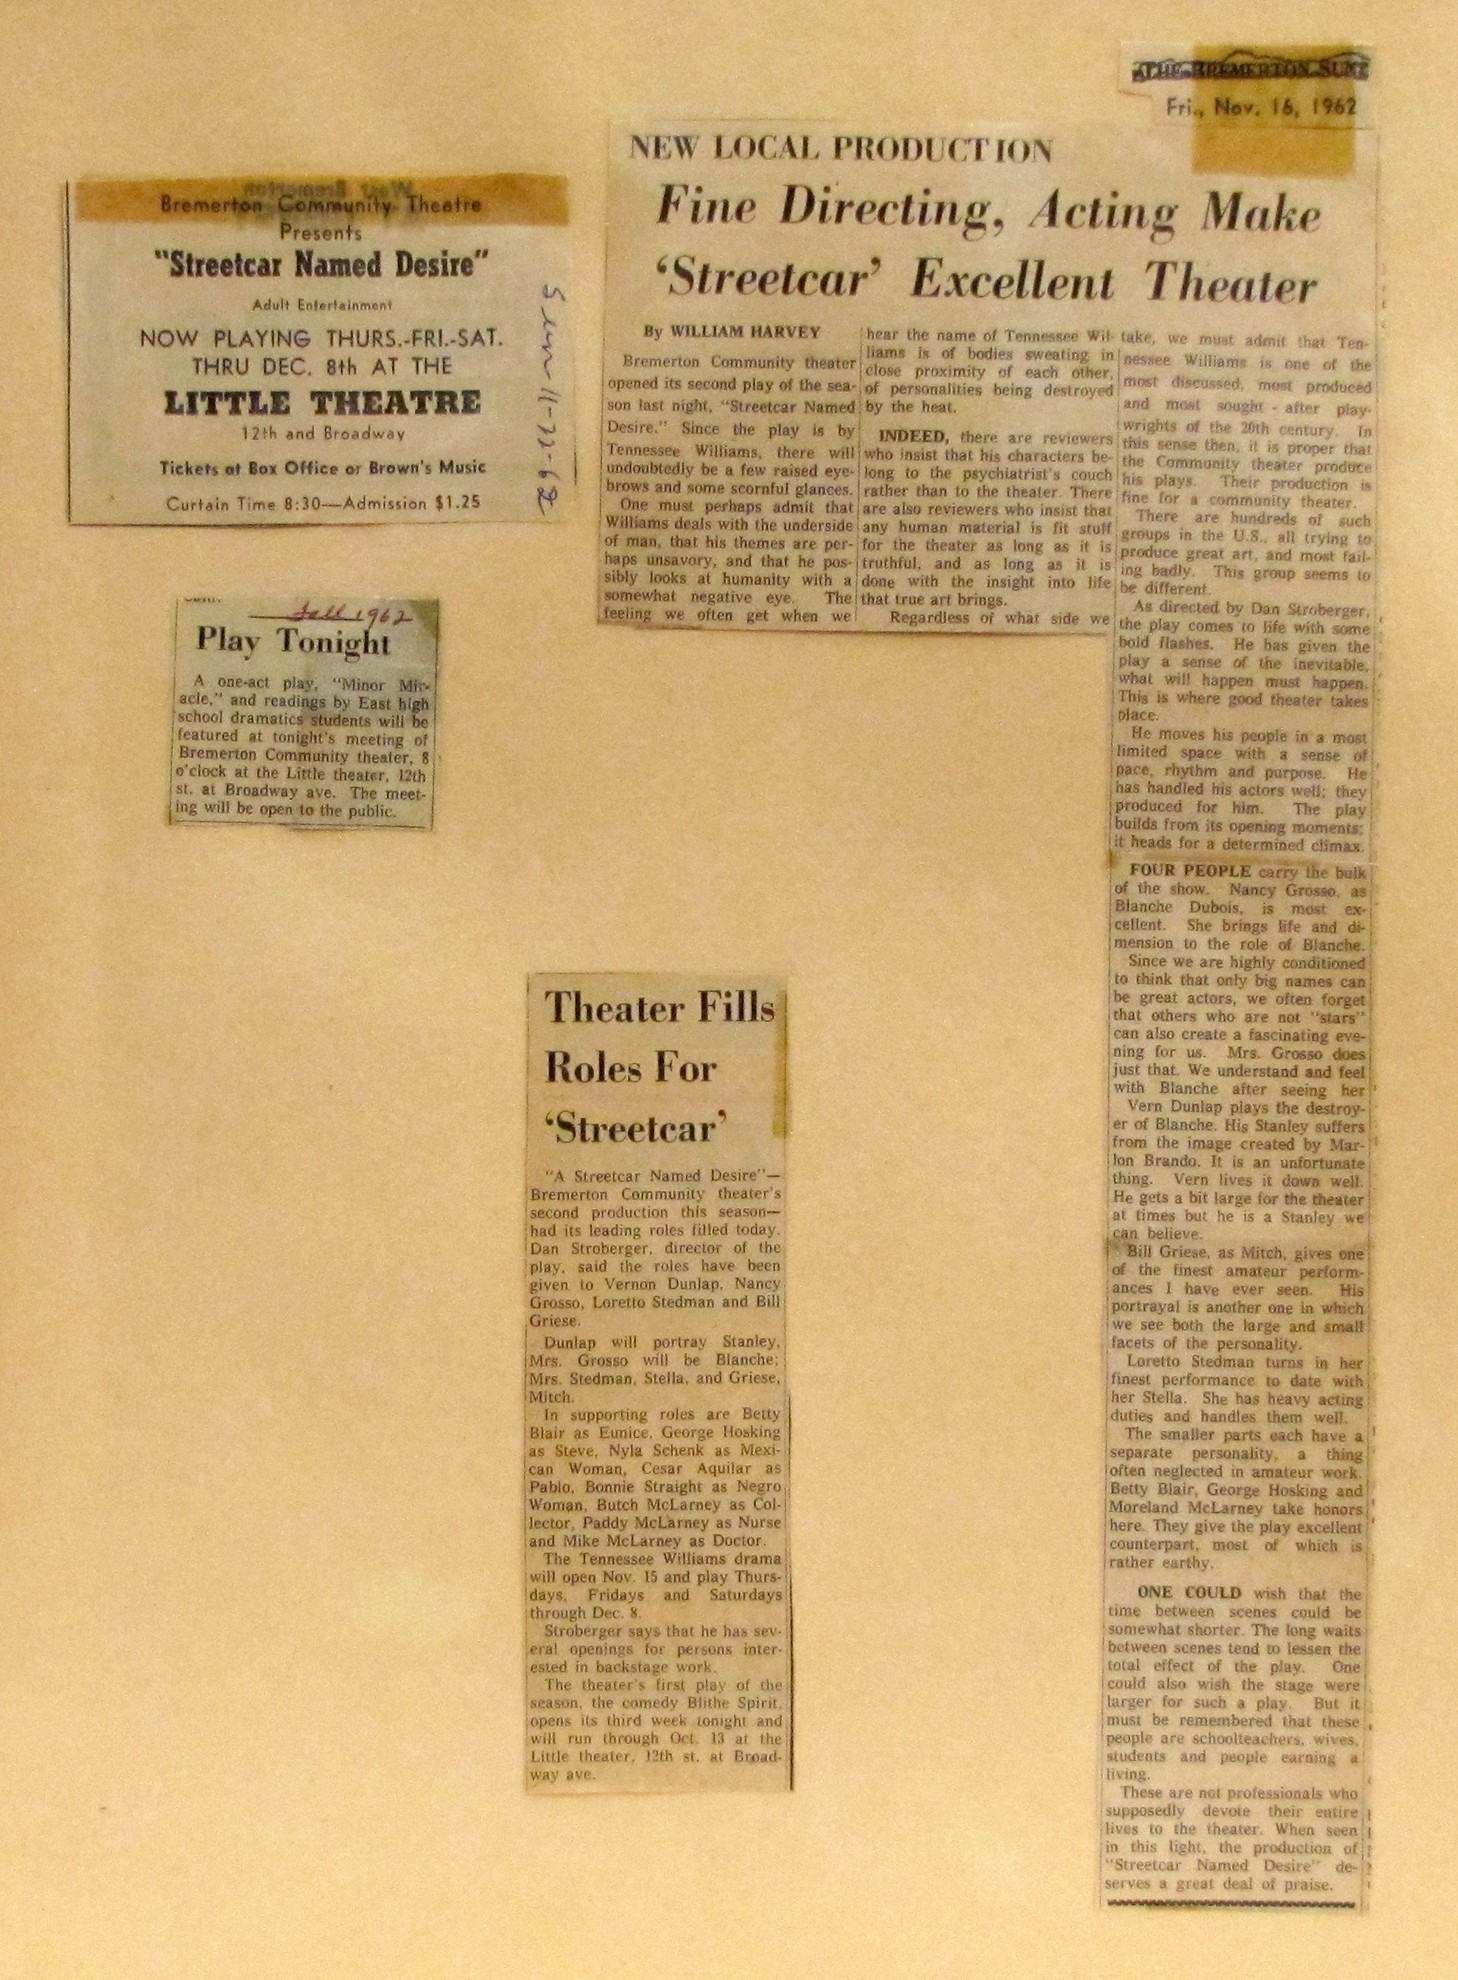 THE BREMERTON SUN
Fri., Nov. 16, 1962
Bremerton Community Theatre
Presents
"Streetcar Named Desire"
Adult Entertainment
NOW PLAYING THURS.-FRI.-SAT.
THRU DEC. 8th AT THE
LITTLE THEATRE
12th and Broadway
Tickets at Box Office or Brown's Music
Curtain Time 8:30—Admission $1.25
Sun 11-22-62
Fall 1962
Play Tonight
A one-act play, "Minor Mir-
acle," and readings by East high
school dramatics students will be
featured at tonight's meeting of
Bremerton Community theater, 8
o'clock at the Little theater, 12th
st. at Broadway ave. The meet-
ing will be open to the public.
NEW LOCAL PRODUCTION
Fine Directing, Acting Make
'Streetcar' Excellent Theater
By WILLIAM HARVEY
Bremerton Community theater
opened its second play of the sea-
son last night, "Streetcar Named
Desire." Since the play is by
Tennessee Williams, there will
undoubtedly be a few raised eye-
brows and some scornful glances.
One must perhaps admit that
Williams deals with the underside
of man, that his themes are per-
haps unsavory, and that he pos-
sibly looks at humanity with a
somewhat negative eye. The
feeling we often get when we
hear the name of Tennessee Wil-
liams is of bodies sweating in
close proximity of each other,
of personalities being destroyed
by the heat.
INDEED, there are reviewers
who insist that his characters be-
long to the psychiatrist's couch
rather than to the theater. There
are also reviewers who insist that
any human material is fit stuff
for the theater as long as it is
truthful, and as long as it is
done with the insight into life
that true art brings.
Regardless of what side we
take, we must admit that Ten-
nessee Williams is one of the
most discussed, most produced
and most sought - after play-
wrights of the 20th century. In
this sense then, it is proper that
the Community theater produce
his plays. Their production is
fine for a community theater.
There are hundreds of such
groups in the U.S., all trying to
produce great art, and most fail-
ing badly. This group seems to
be different.
As directed by Dan Stroberger,
the play comes to life with some
bold flashes. He has given the
play a sense of the inevitable,
what will happen must happen.
This is where good theater takes
place.
He moves his people in a most
limited space with a sense of
pace, rhythm and purpose. He
has handled his actors well; they
produced for him. The play
builds from its opening moments;
it heads for a determined climax.
FOUR PEOPLE carry the bulk
of the show. Nancy Grosso, as
Blanche Dubois, is most ex-
cellent. She brings life and di-
mension to the role of Blanche.
Since we are highly conditioned
to think that only big names can
be great actors, we often forget
that others who are not "stars"
can also create a fascinating eve-
ning for us. Mrs. Grosso does
just that. We understand and feel
with Blanche after seeing her
Vern Dunlap plays the destroy-
er of Blanche. His Stanley suffers
from the image created by Mar-
lon Brando. It is an unfortunate
thing. Vern lives it down well.
He gets a bit large for the theater
at times but he is a Stanley we
can believe.
Bill Griese, as Mitch, gives one
of the finest amateur perform-
ances I have ever seen. His
portrayal is another one in which
we see both the large and small
facets of the personality.
Loretto Stedman turns in her
finest performance to date with
her Stella. She has heavy acting
duties and handles them well.
The smaller parts each have a
separate personality, a thing
often neglected in amateur work.
Betty Blair, George Hosking and
Moreland McLarney take honors
here. They give the play excellent
counterpart, most of which is
rather earthy.
ONE COULD wish that the
time between scenes could be
somewhat shorter. The long waits
between scenes tend to lessen the
total effect of the play. One
could also wish the stage were
larger for such a play. But it
must be remembered that these
people are schoolteachers, wives,
students and people earning a
living.
These are not professionals who
supposedly devote their entire
lives to the theater. When seen
in this light, the production of
"Streetcar Named Desire" de-
serves a great deal of praise.
Theater Fills
Roles For
'Streetcar'
"A Streetcar Named Desire"—
Bremerton Community theater's
second production this season—
had its leading roles filled today.
Dan Stroberger, director of the
play, said the roles have been
given to Vernon Dunlap, Nancy
Grosso, Loretto Stedman and Bill
Griese.
Dunlap will portray Stanley,
Mrs. Grosso will be Blanche;
Mrs. Stedman, Stella, and Griese,
Mitch.
In supporting roles are Betty
Blair as Eunice, George Hosking
as Steve, Nyla Schenk as Mexi-
can Woman, Cesar Aquilar as
Pablo, Bonnie Straight as Negro
Woman, Butch McLarney as Col-
lector, Paddy McLarney as Nurse
and Mike McLarney as Doctor.
The Tennessee Williams drama
will open Nov. 15 and play Thurs-
days, Fridays and Saturdays
through Dec. 8.
Stroberger says that he has sev-
eral openings for persons inter-
ested in backstage work.
The theater's first play of the
season, the comedy Blithe Spirit,
opens its third week tonight and
will run through Oct. 13 at the
Little theater, 12th st. at Broad-
way ave.